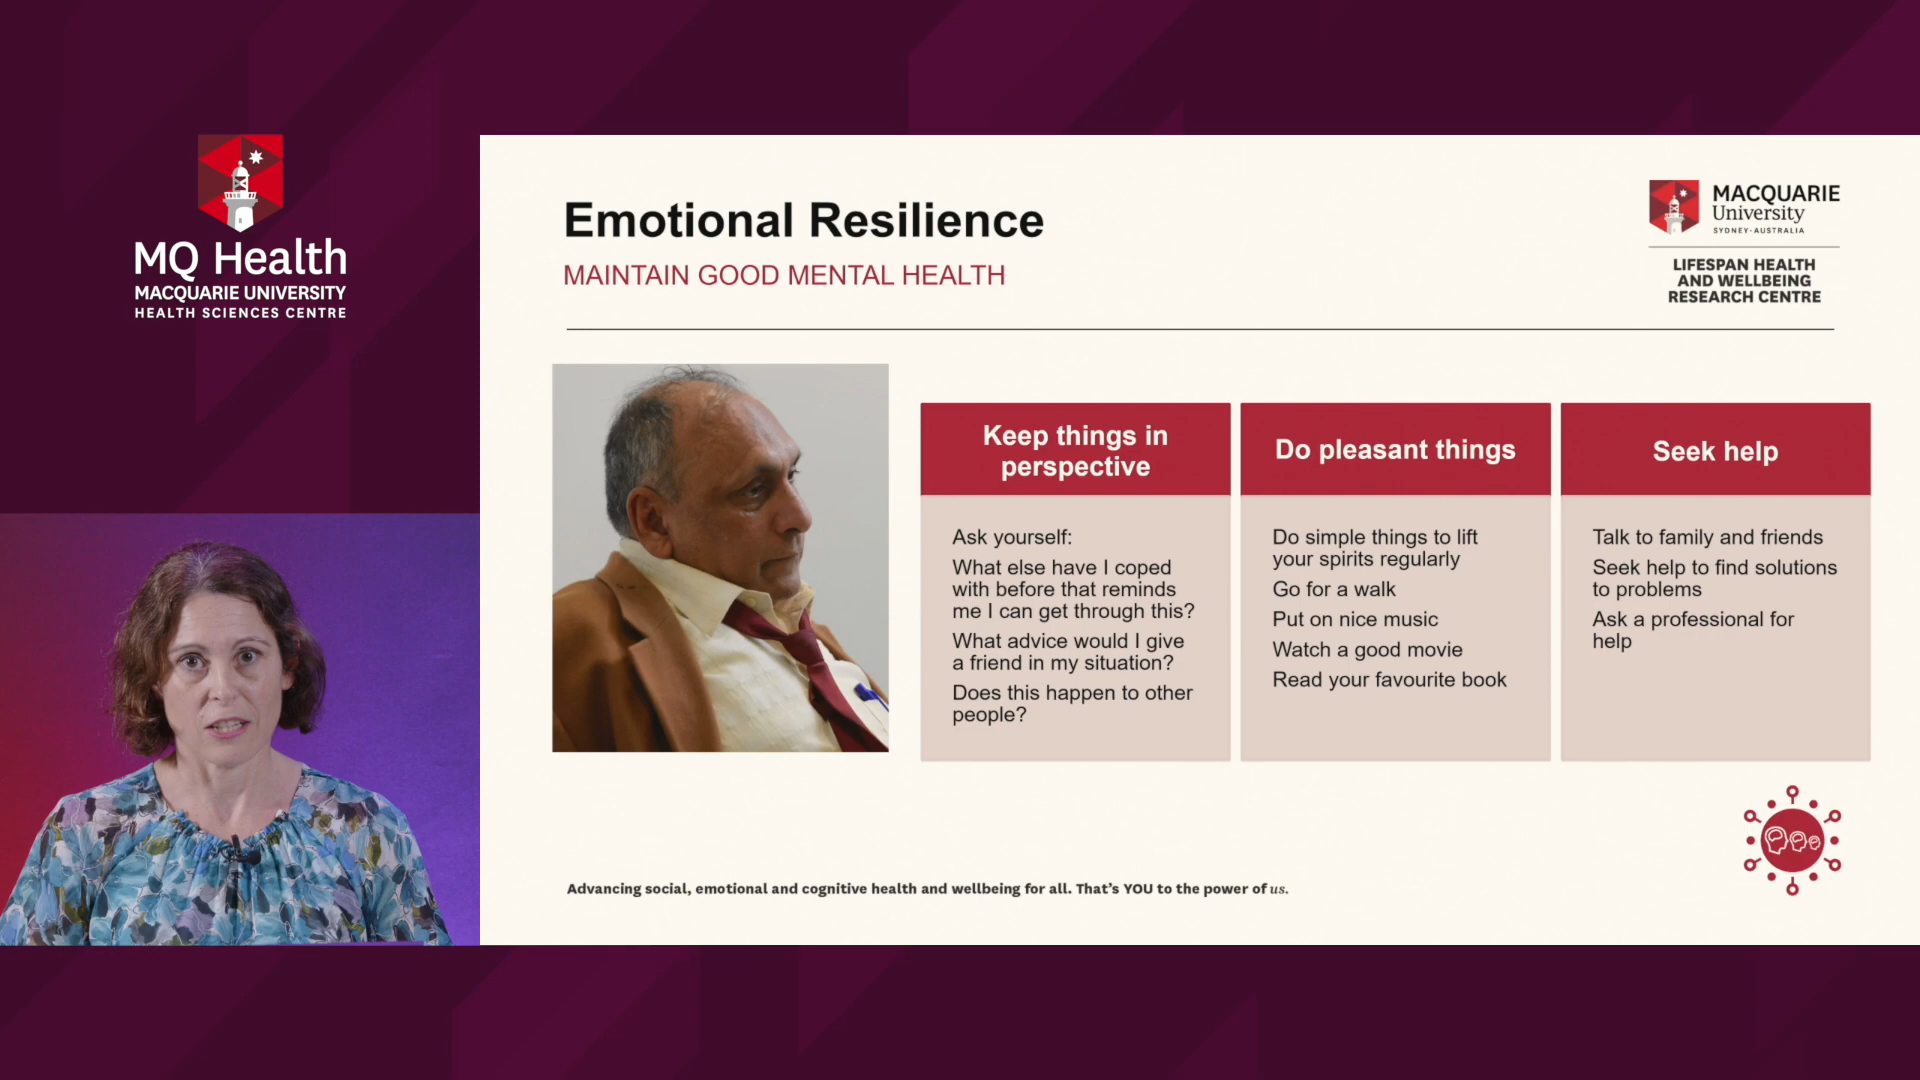 MQ Health
MACQUARIE UNIVERSITY
HEALTH SCIENCES CENTRE
Emotional Resilience
MAINTAIN GOOD MENTAL HEALTH
MACQUARIE
University
SYDNEY·AUSTRALIA
LIFESPAN HEALTH
AND WELLBEING
RESEARCH CENTRE
Keep things in
perspective
Ask yourself:
What else have I coped
with before that reminds
me I can get through this?
What advice would I give
a friend in my situation?
Does this happen to other
people?
Do pleasant things
Do simple things to lift
your spirits regularly
Go for a walk
Put on nice music
Watch a good movie
Read your favourite book
Seek help
Talk to family and friends
Seek help to find solutions
to problems
Ask a professional for
help
Advancing social, emotional and cognitive health and wellbeing for all. That’s YOU to the power of us.